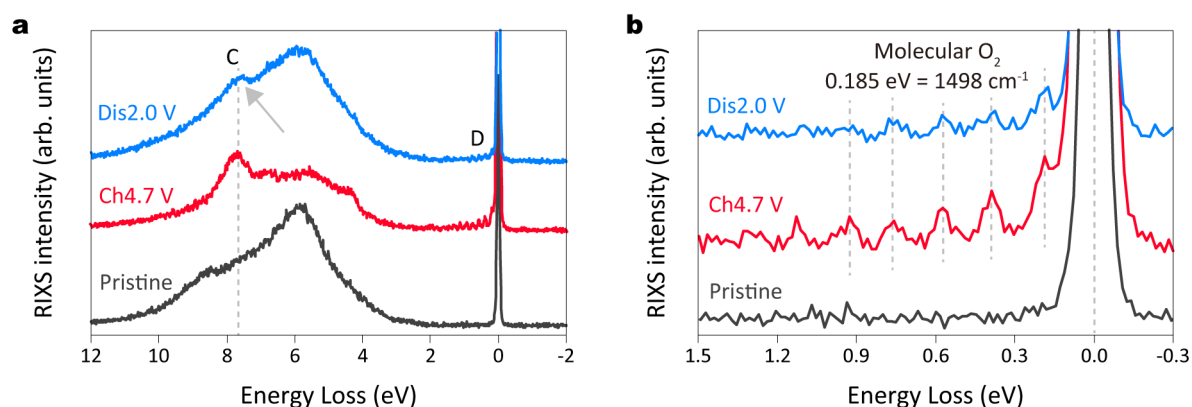 a
RIXS intensity (arb. units)
C
Dis2.0 V
D
Ch4.7 V
Pristine
12 10 8 6 4 2 0 -2
Energy Loss (eV)
b
RIXS intensity (arb. units)
Molecular O₂
0.185 eV = 1498 cm⁻¹
Dis2.0 V
Ch4.7 V
Pristine
1.5 1.2 0.9 0.6 0.3 0.0 -0.3
Energy Loss (eV)